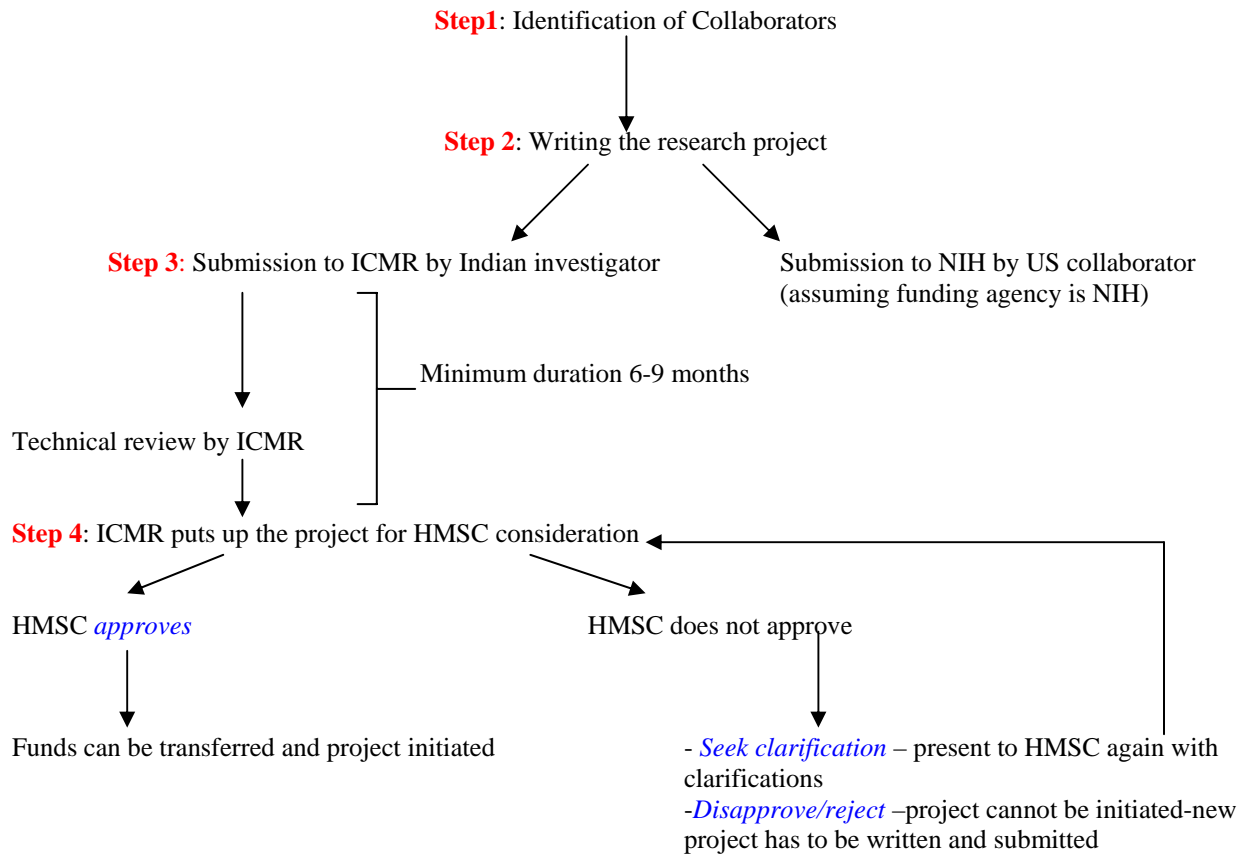 Step1: Identification of Collaborators
Step 2: Writing the research project
Step 3: Submission to ICMR by Indian investigator
Submission to NIH by US collaborator
(assuming funding agency is NIH)
Minimum duration 6-9 months
Technical review by ICMR
Step 4: ICMR puts up the project for HMSC consideration
HMSC approves
HMSC does not approve
Funds can be transferred and project initiated
- Seek clarification – present to HMSC again with
clarifications
-Disapprove/reject –project cannot be initiated-new
project has to be written and submitted